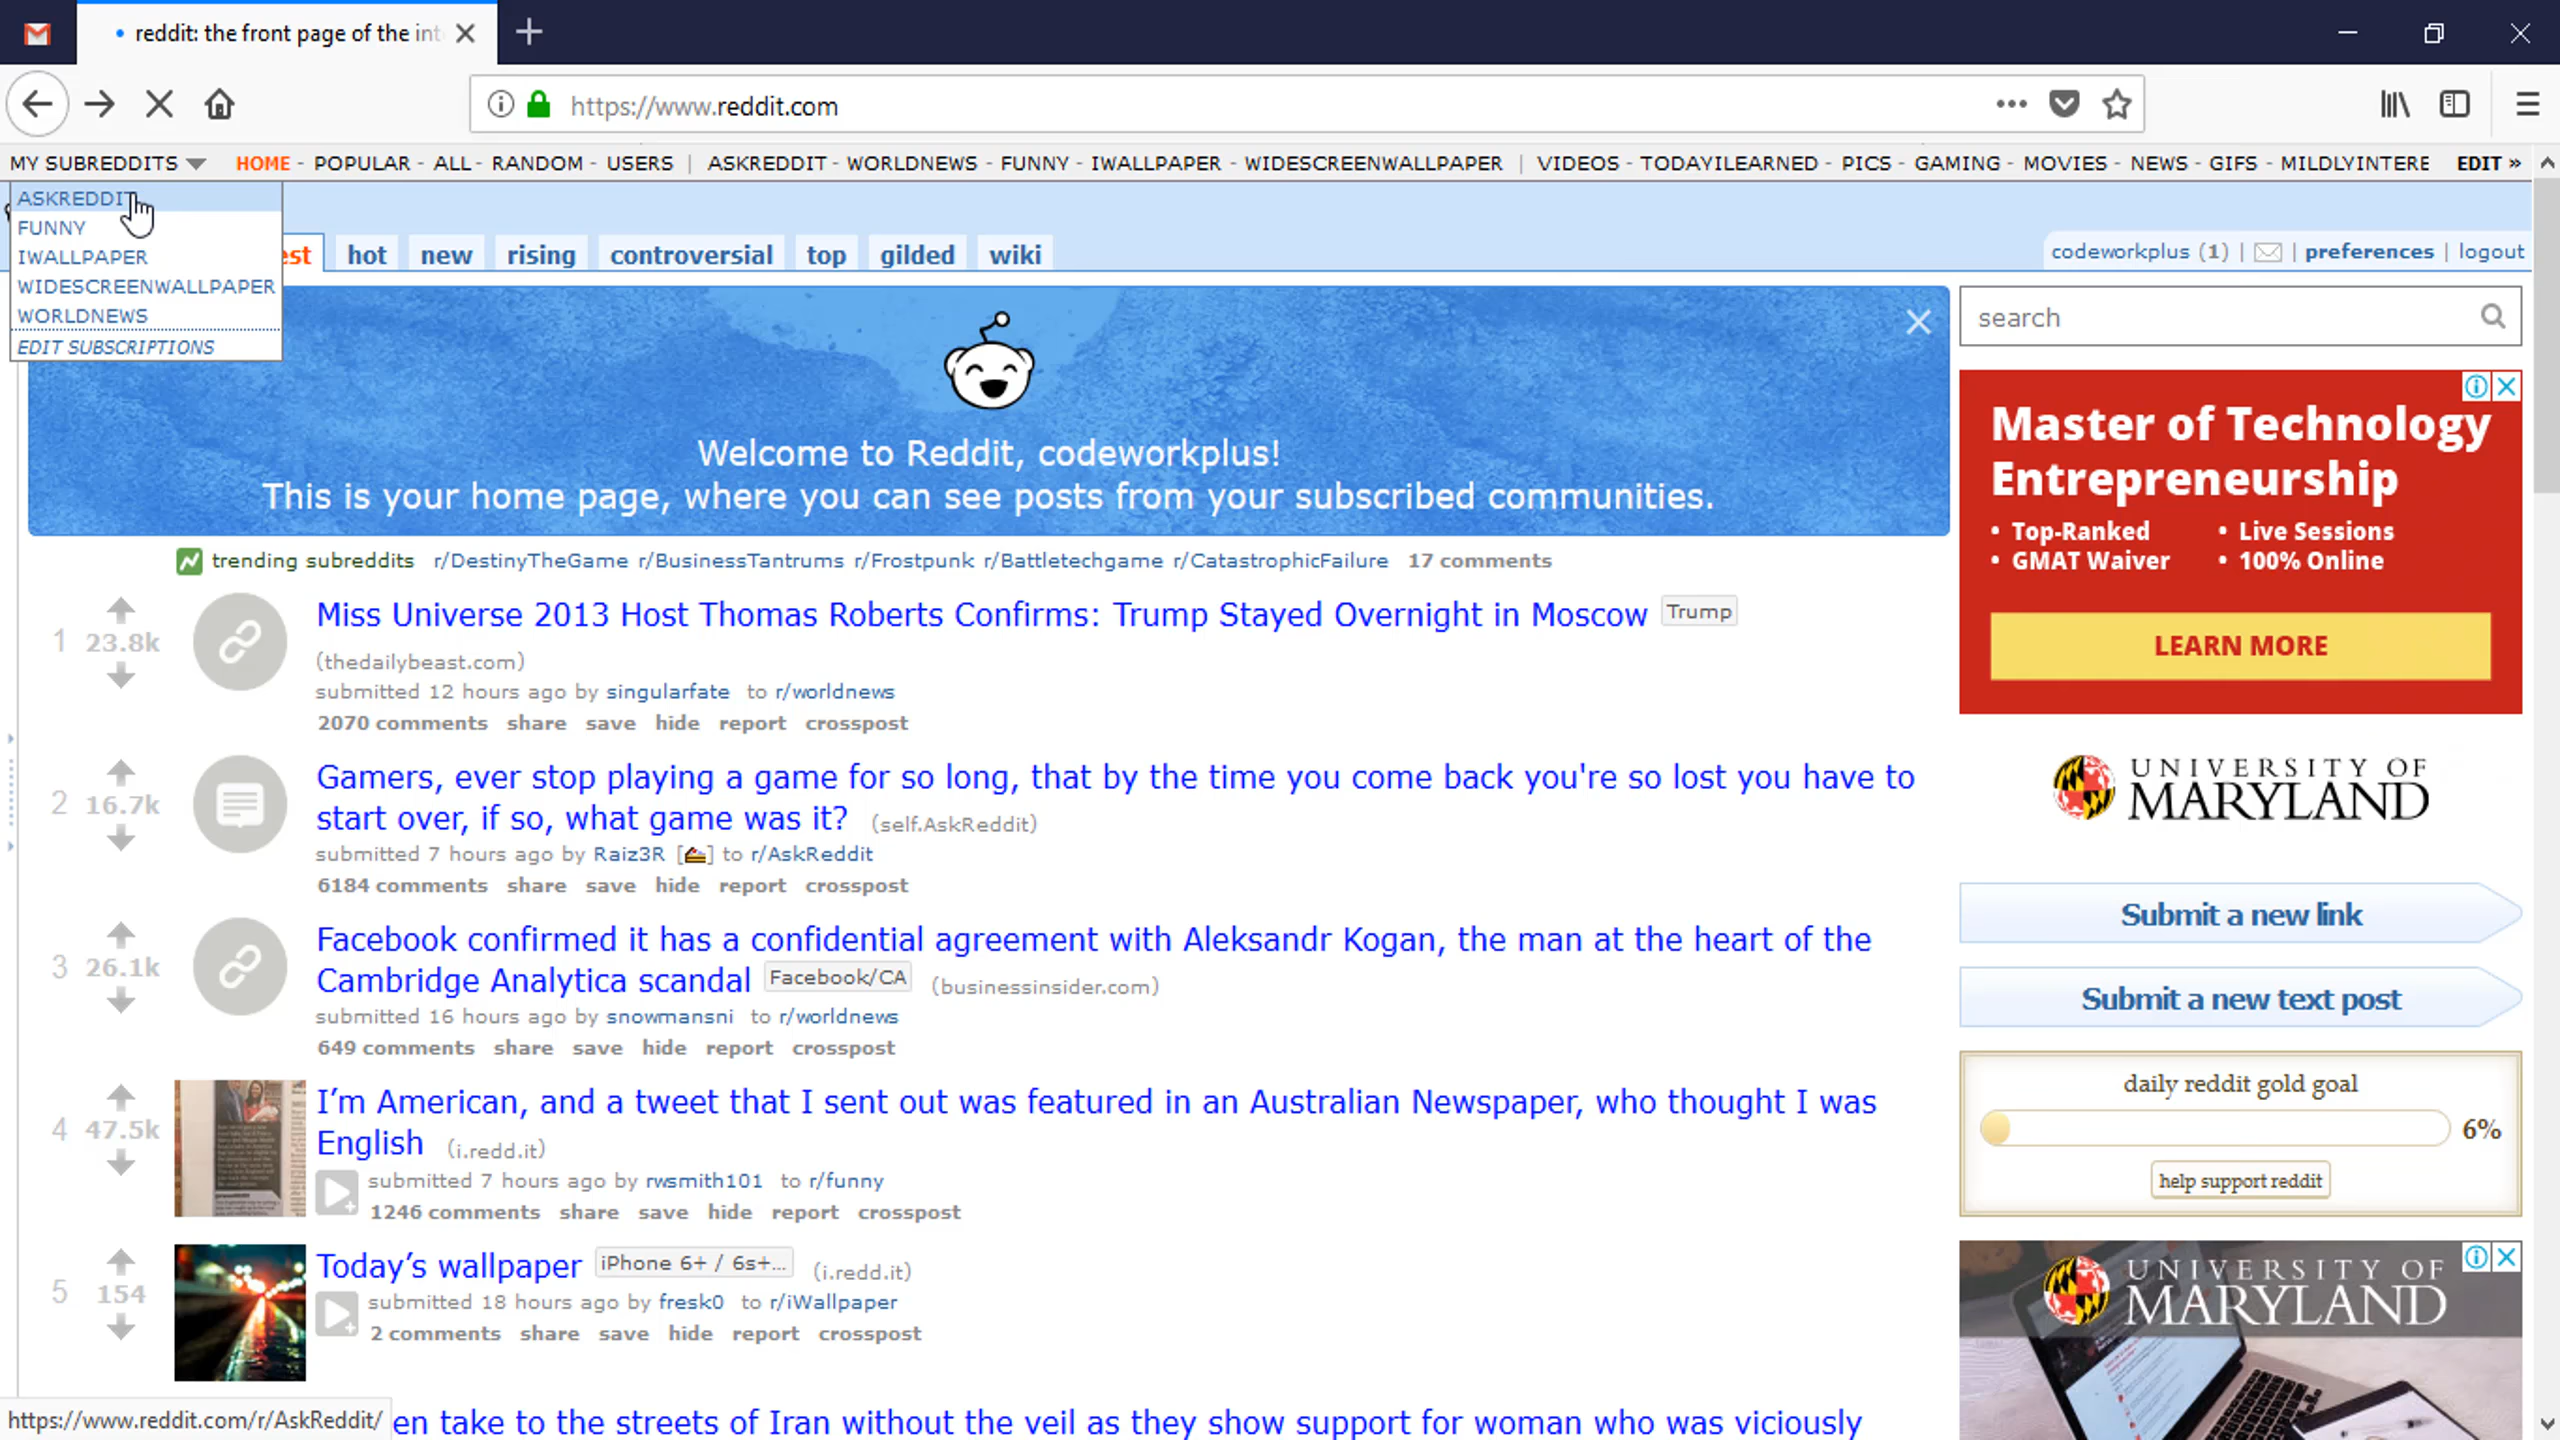 reddit: the front page of the int
https://www.reddit.com
MY SUBREDDITS HOME - POPULAR - ALL - RANDOM - USERS | ASKREDDIT - WORLDNEWS - FUNNY - IWALLPAPER - WIDESCREENWALLPAPER | VIDEOS - TODAYILEARNED - PICS - GAMING - MOVIES - NEWS - GIFS - MILDLYINTERE EDIT »
ASKREDDIT
FUNNY
IWALLPAPER
WIDESCREENWALLPAPER
WORLDNEWS
EDIT SUBSCRIPTIONS
est hot new rising controversial top gilded wiki
codeworkplus (1) | | preferences | logout
search
Welcome to Reddit, codeworkplus!
This is your home page, where you can see posts from your subscribed communities.
trending subreddits r/DestinyTheGame r/BusinessTantrums r/Frostpunk r/Battletechgame r/CatastrophicFailure 17 comments
1 23.8k
Miss Universe 2013 Host Thomas Roberts Confirms: Trump Stayed Overnight in Moscow Trump
(thedailybeast.com)
submitted 12 hours ago by singularfate to r/worldnews
2070 comments share save hide report crosspost
2 16.7k
Gamers, ever stop playing a game for so long, that by the time you come back you're so lost you have to
start over, if so, what game was it? (self.AskReddit)
submitted 7 hours ago by Raiz3R [🍰] to r/AskReddit
6184 comments share save hide report crosspost
3 26.1k
Facebook confirmed it has a confidential agreement with Aleksandr Kogan, the man at the heart of the
Cambridge Analytica scandal Facebook/CA (businessinsider.com)
submitted 16 hours ago by snowmansni to r/worldnews
649 comments share save hide report crosspost
4 47.5k
I’m American, and a tweet that I sent out was featured in an Australian Newspaper, who thought I was
English (i.redd.it)
submitted 7 hours ago by rwsmith101 to r/funny
1246 comments share save hide report crosspost
5 154
Today’s wallpaper iPhone 6+ / 6s+... (i.redd.it)
submitted 18 hours ago by fresk0 to r/iWallpaper
2 comments share save hide report crosspost
https://www.reddit.com/r/AskReddit/
en take to the streets of Iran without the veil as they show support for woman who was viciously
Master of Technology
Entrepreneurship
• Top-Ranked • Live Sessions
• GMAT Waiver • 100% Online
LEARN MORE
UNIVERSITY OF
MARYLAND
Submit a new link
Submit a new text post
daily reddit gold goal
6%
help support reddit
UNIVERSITY OF
MARYLAND